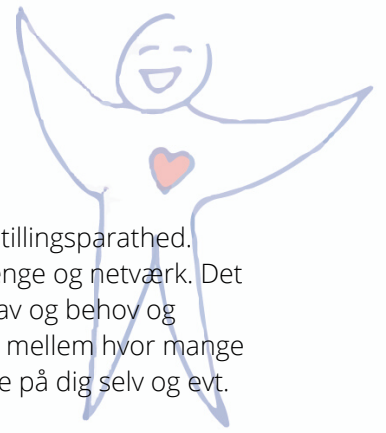 tillingsparathed.
enge og netværk. Det
av og behov og
mellem hvor mange
e på dig selv og evt.